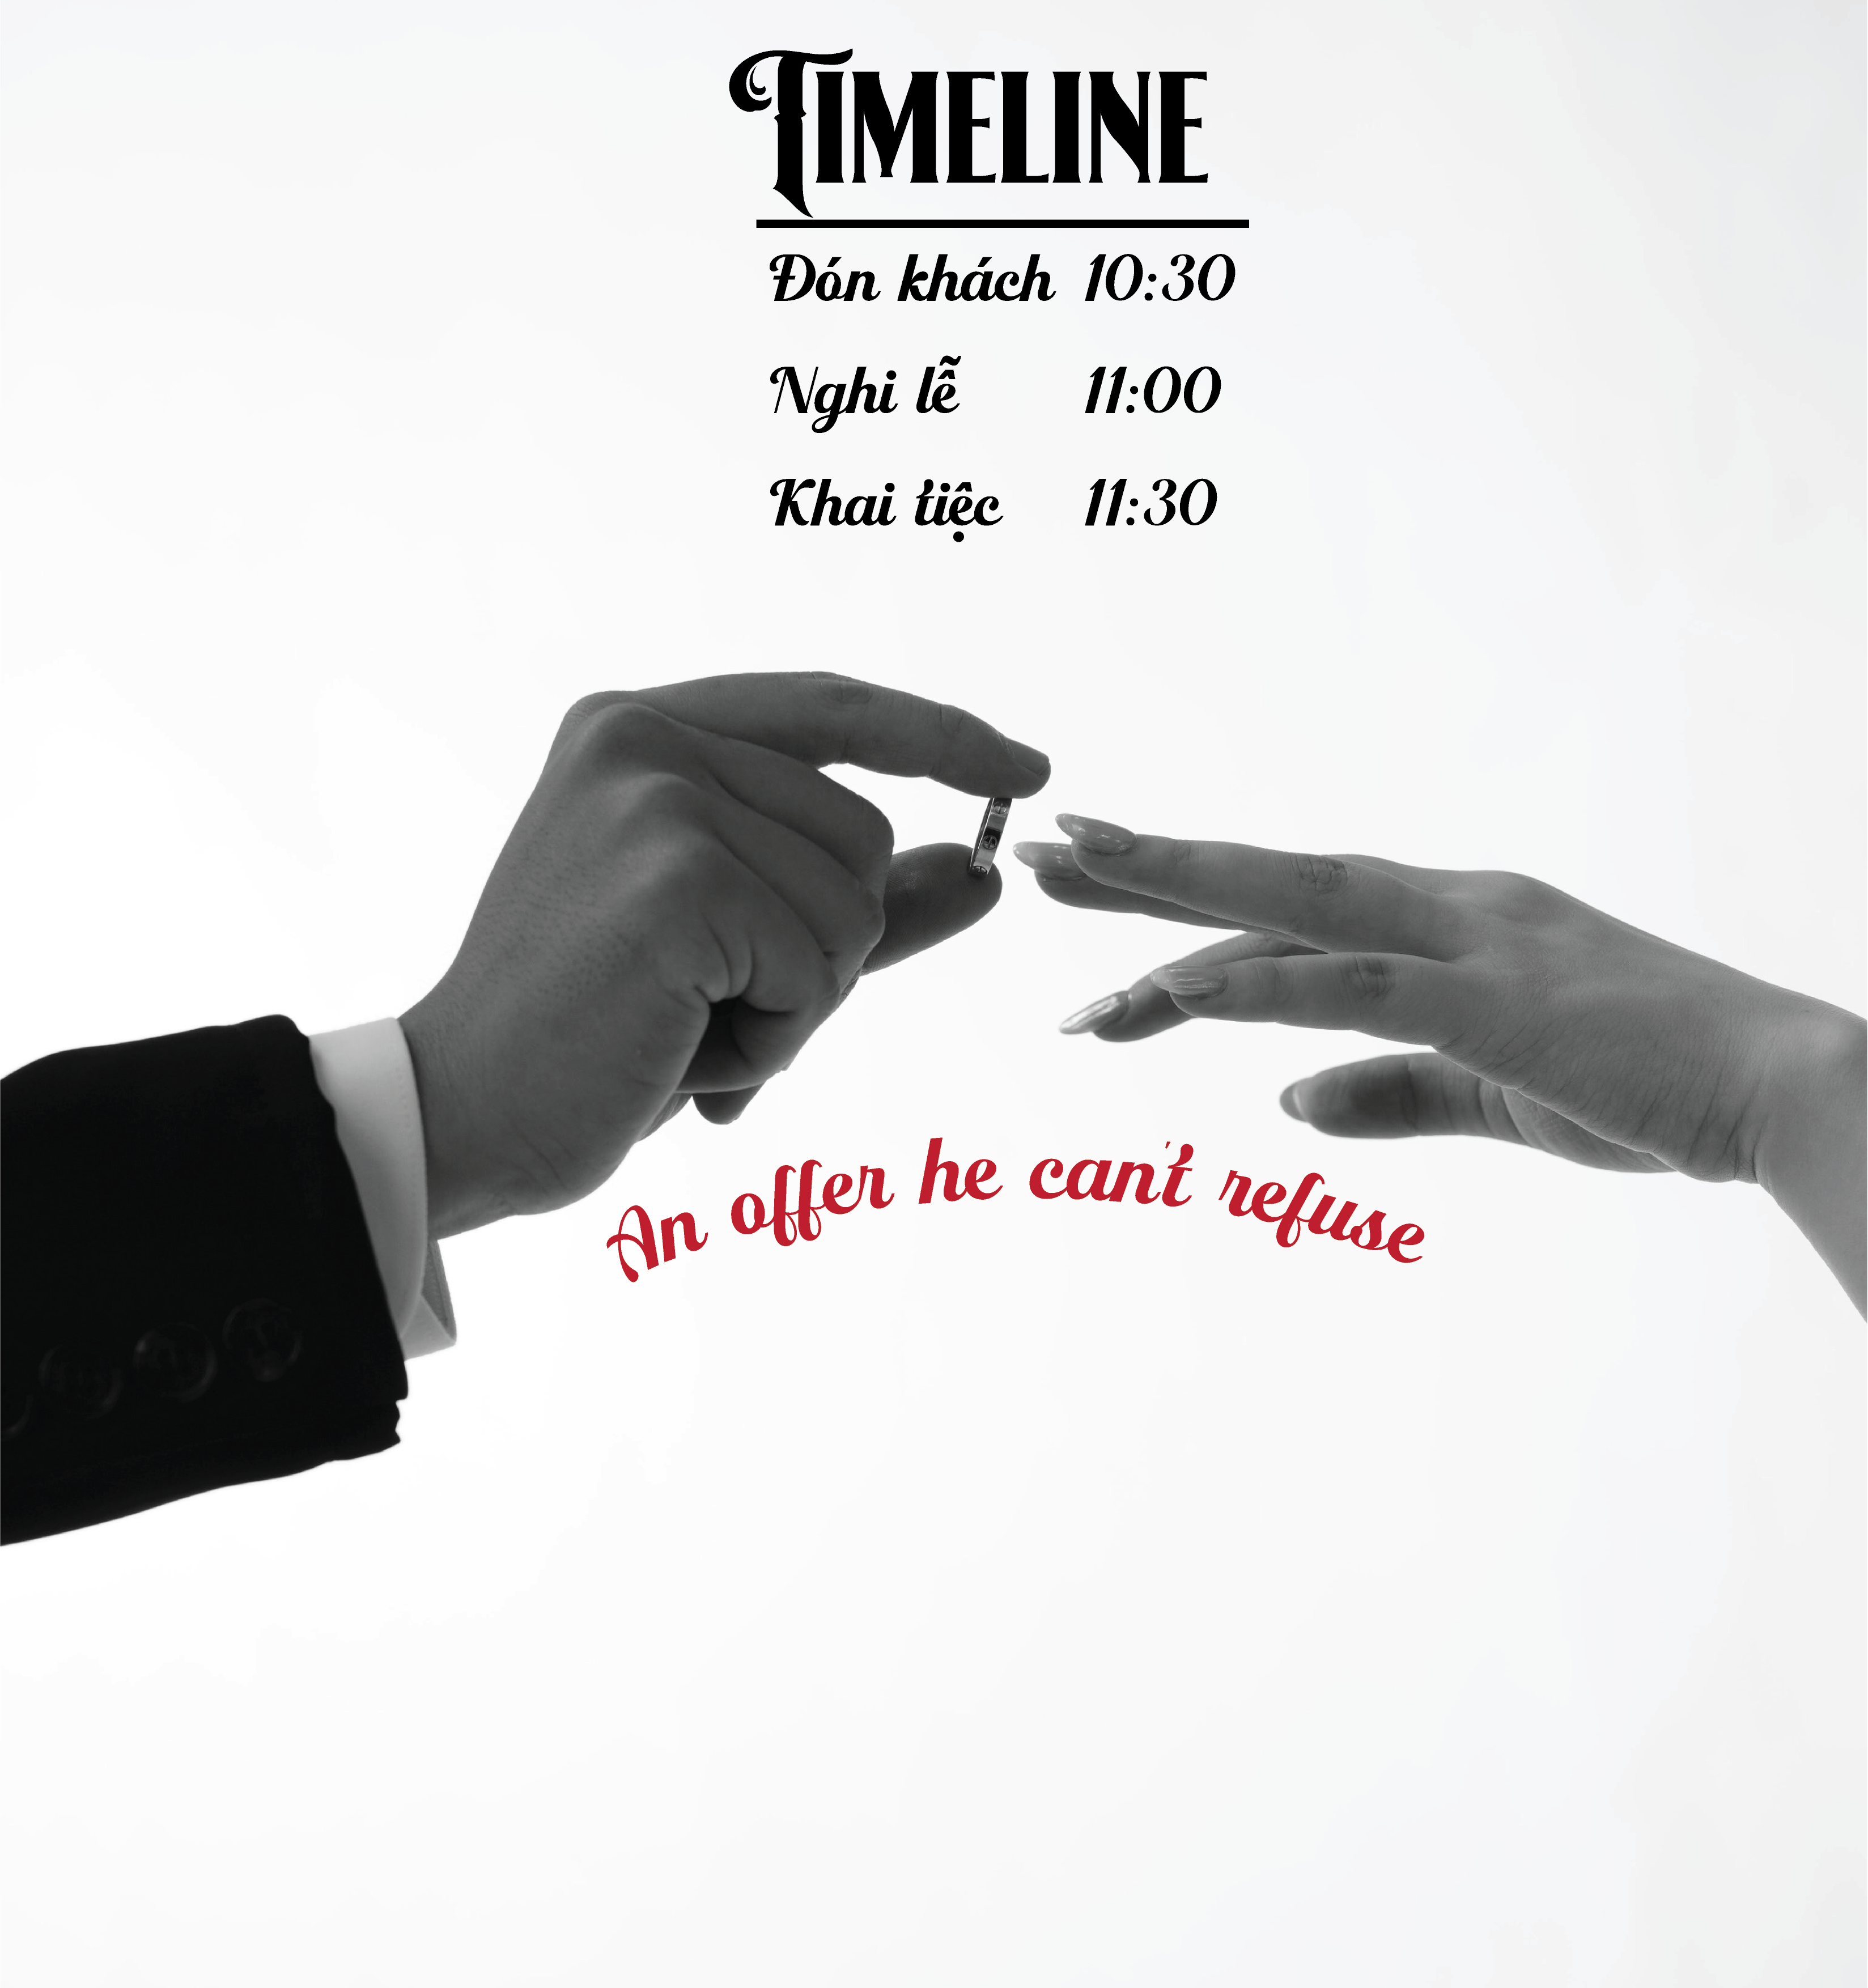 TIMELINE
Đón khách 10:30
Nghi lễ 11:00
Khai tiệc 11:30
An offer he can't refuse